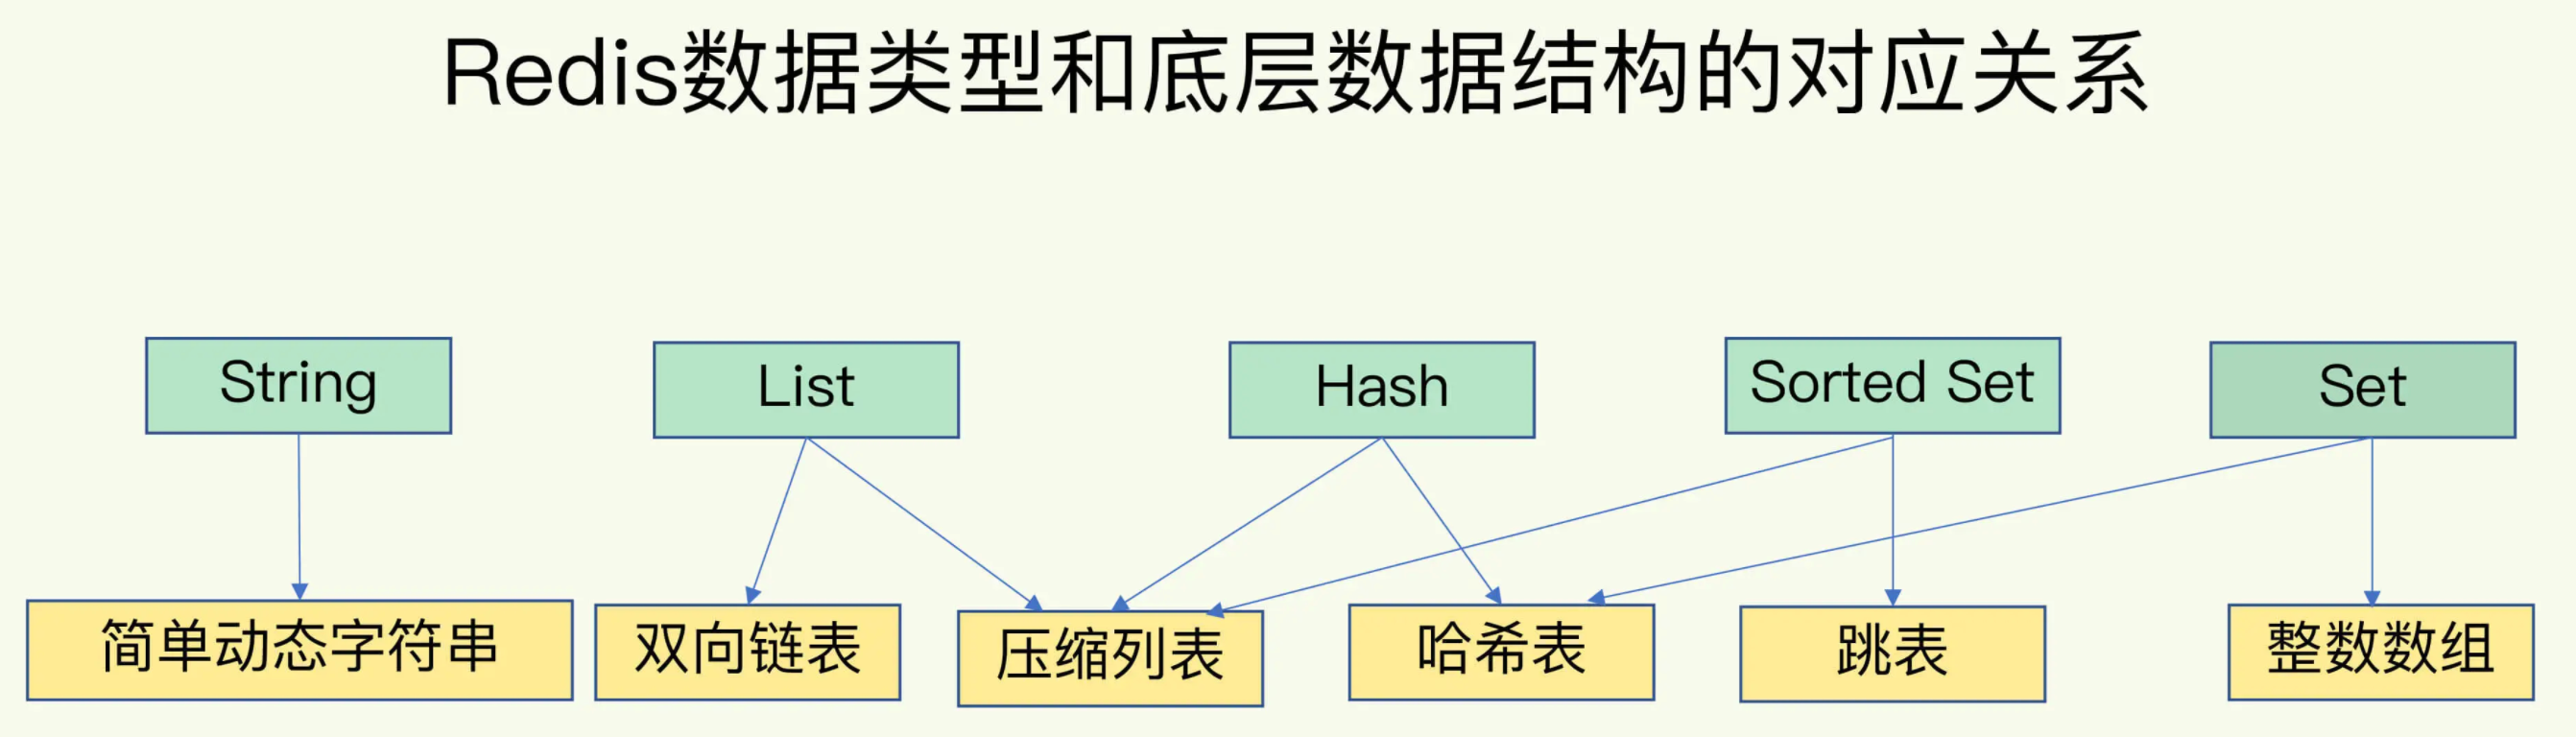 Redis数据类型和底层数据结构的对应关系
String
List
Hash
Sorted Set
Set
简单动态字符串
双向链表
压缩列表
哈希表
跳表
整数数组